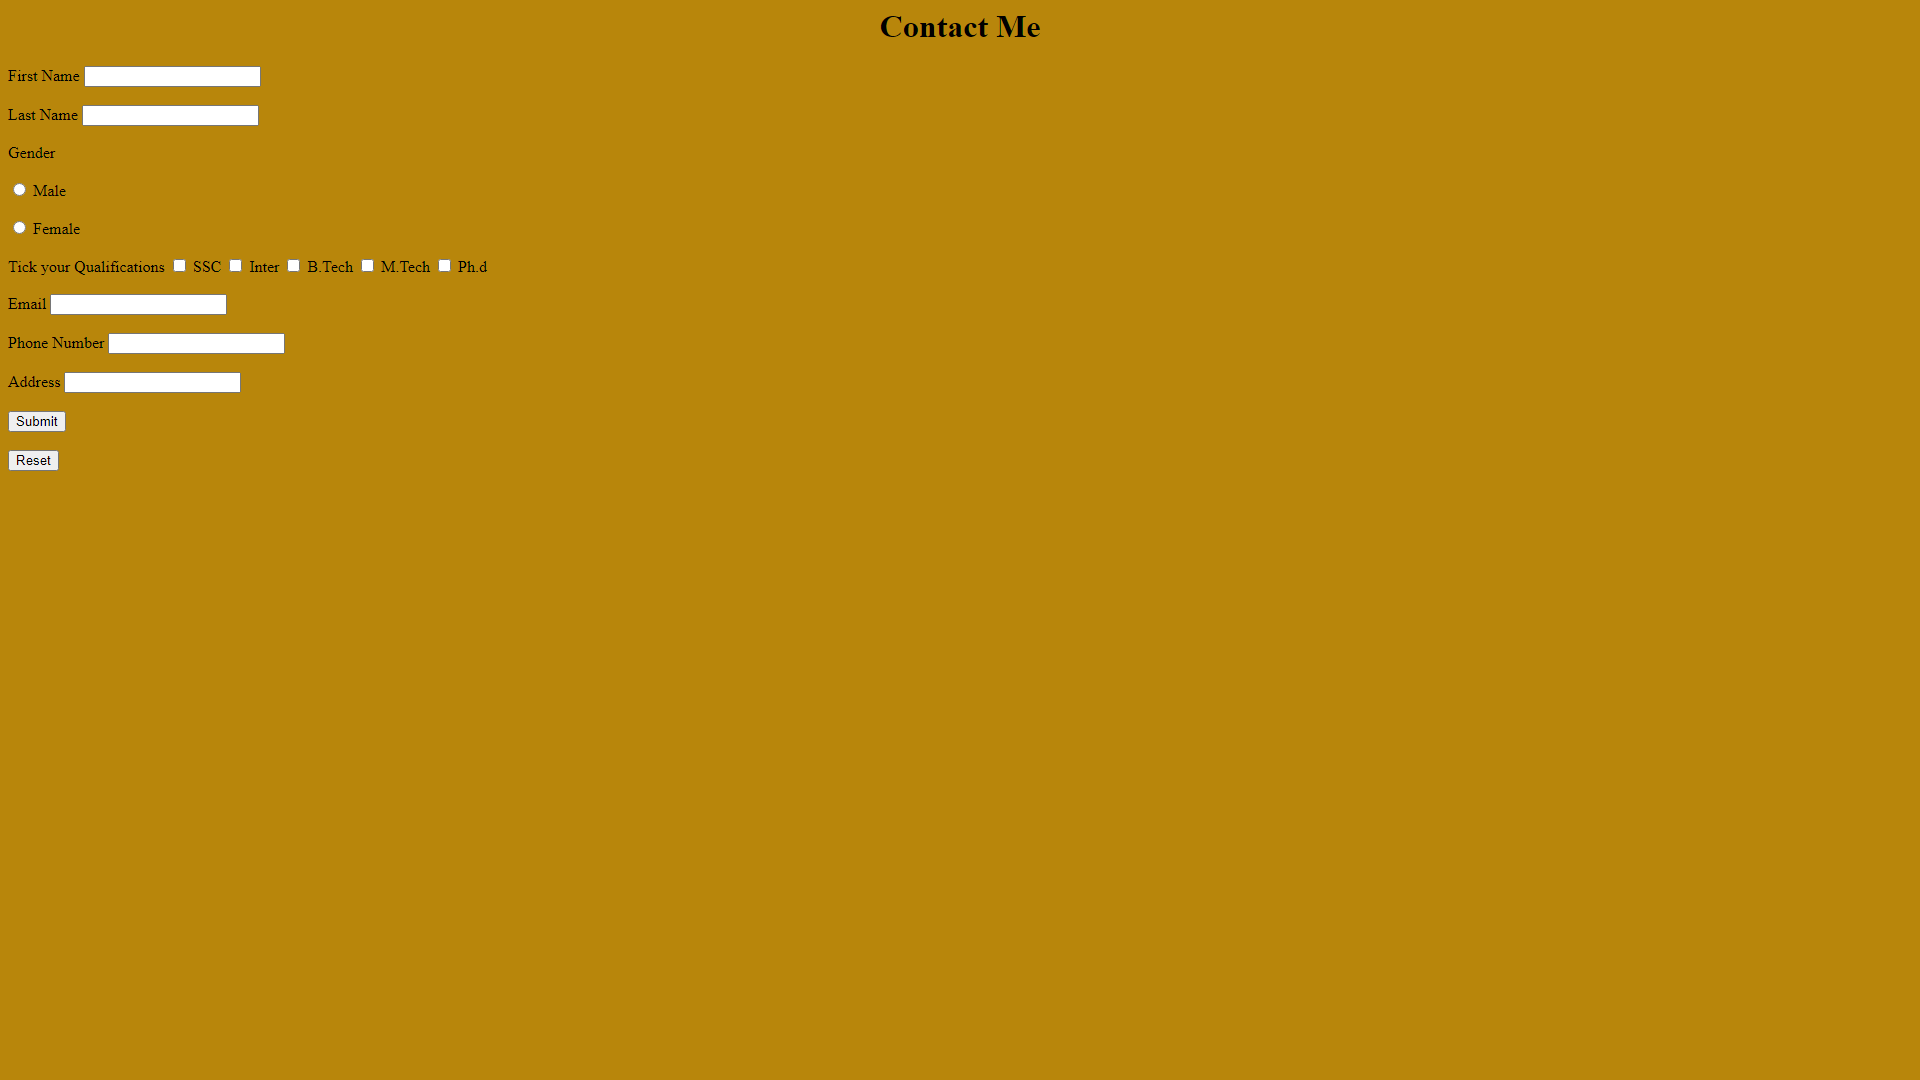 Contact Me
First Name
Last Name
Gender
Male
Female
Tick your Qualifications SSC Inter B.Tech M.Tech Ph.d
Email
Phone Number
Address
Submit
Reset